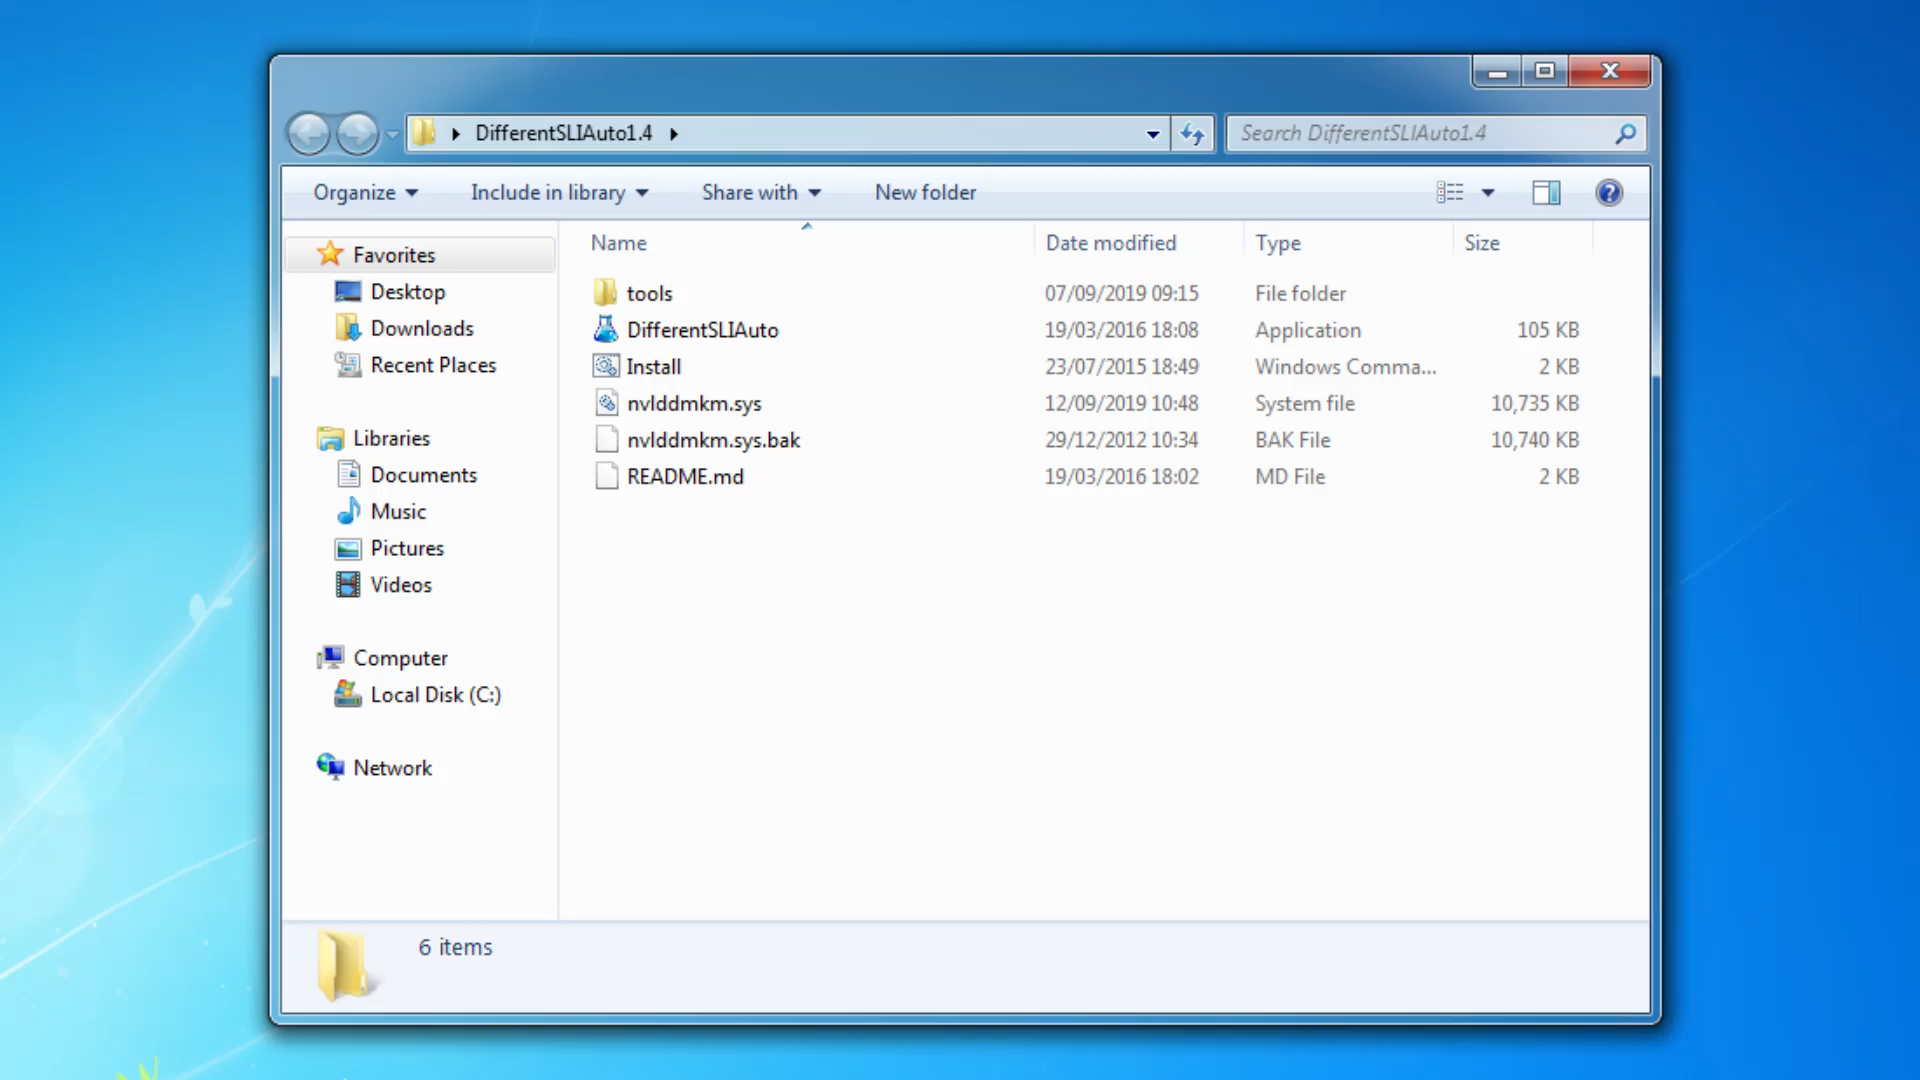 DifferentSLIAuto1.4
Search DifferentSLIAuto1.4
Organize Include in library Share with New folder
Name Date modified Type Size
Favorites
Desktop
Downloads
Recent Places
Libraries
Documents
Music
Pictures
Videos
Computer
Local Disk (C:)
Network
tools 07/09/2019 09:15 File folder
DifferentSLIAuto 19/03/2016 18:08 Application 105 KB
Install 23/07/2015 18:49 Windows Comma... 2 KB
nvlddmkm.sys 12/09/2019 10:48 System file 10,735 KB
nvlddmkm.sys.bak 29/12/2012 10:34 BAK File 10,740 KB
README.md 19/03/2016 18:02 MD File 2 KB
6 items